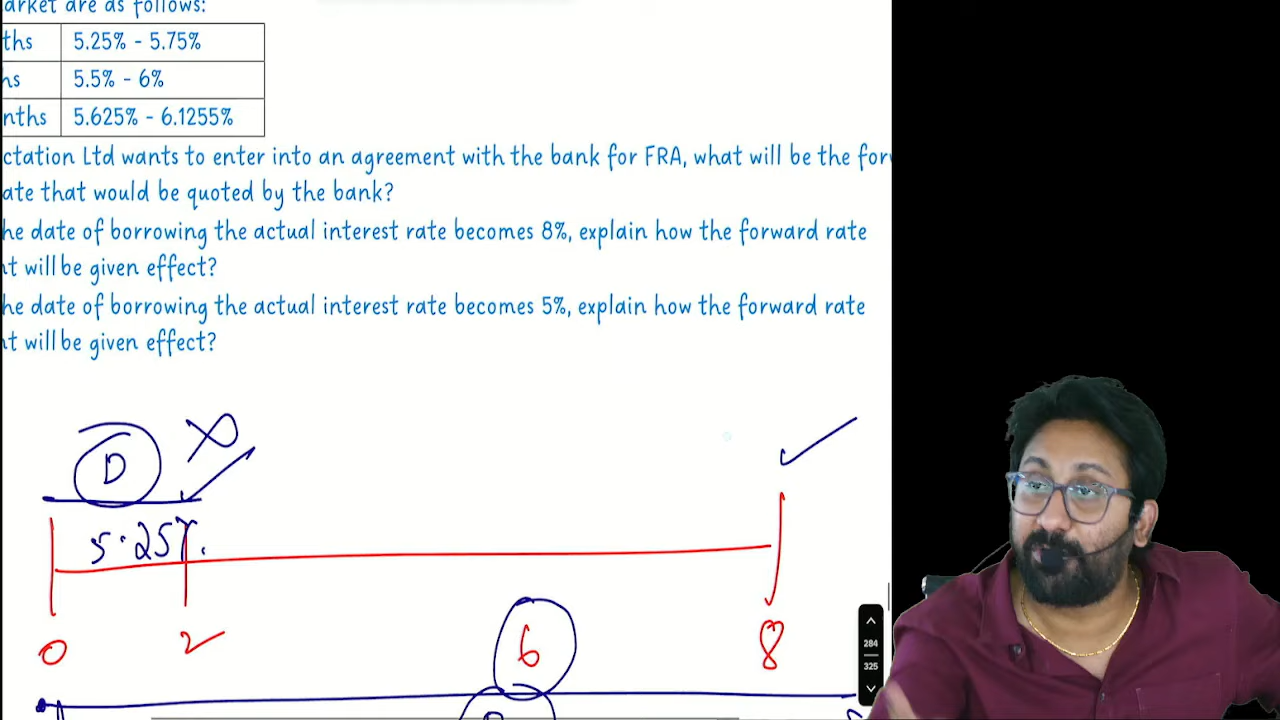 arket are as follows:
ths 5.25% - 5.75%
hs 5.5% - 6%
nths 5.625% - 6.1255%
ctation Ltd wants to enter into an agreement with the bank for FRA, what will be the for
ate that would be quoted by the bank?
he date of borrowing the actual interest rate becomes 8%, explain how the forward rate
nt will be given effect?
he date of borrowing the actual interest rate becomes 5%, explain how the forward rate
nt will be given effect?
D
5.25%.
0 2 6 8
284
325